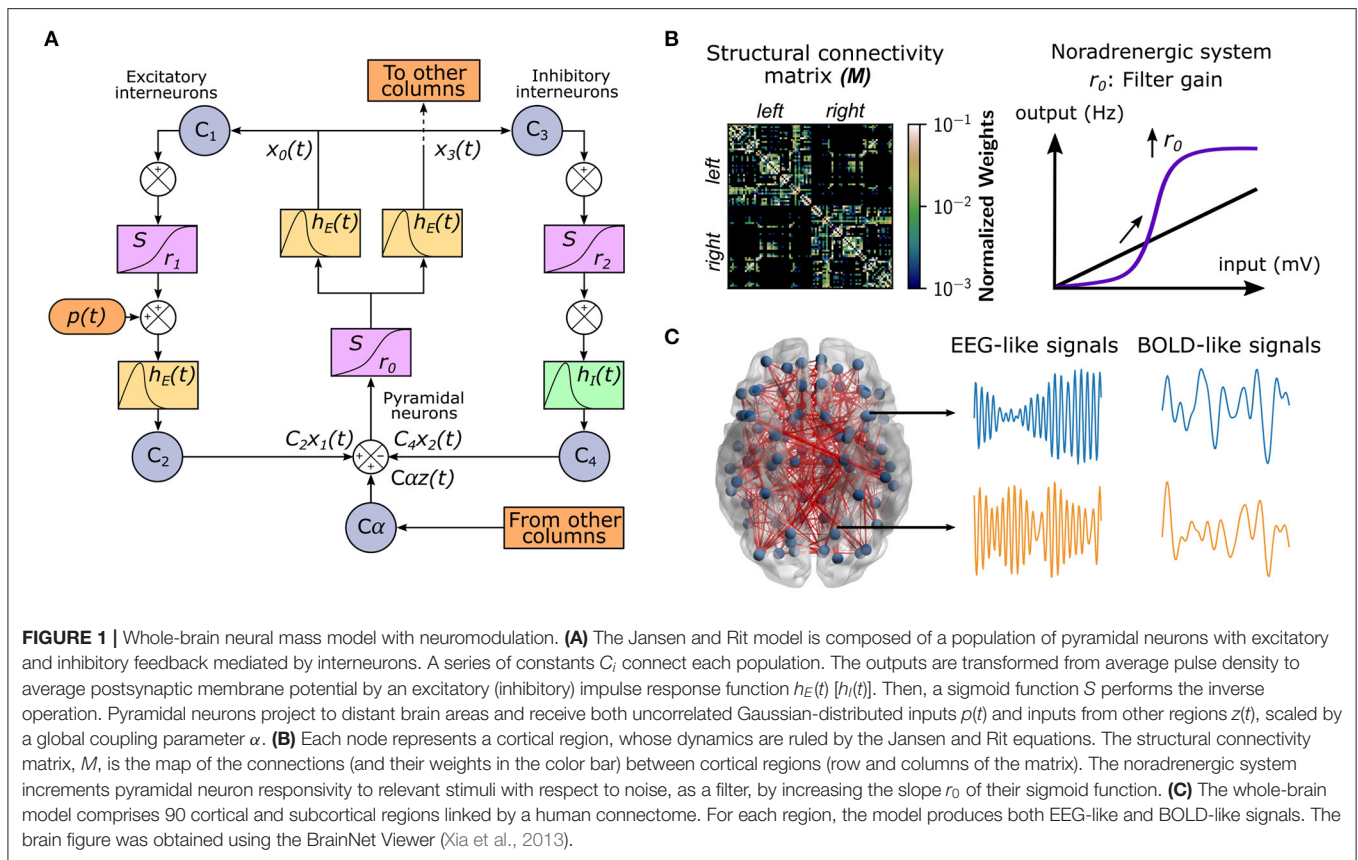 A
Excitatory
interneurons
To other
columns
Inhibitory
interneurons
C1
C3
x0(t)
x3(t)
+
+
S
r1
hE(t)
hE(t)
S
r2
p(t)
+
+
+
S
r0
hE(t)
hI(t)
Pyramidal
neurons
C2
C2x1(t)
C4x2(t)
+ -
+
C4
Cαz(t)
Cα
From other
columns
B
Structural connectivity
matrix (M)
left right
left
right
10⁻¹
10⁻²
10⁻³
Normalized Weights
Noradrenergic system
r0: Filter gain
output (Hz)
r0
input (mV)
C
EEG-like signals
BOLD-like signals
FIGURE 1 | Whole-brain neural mass model with neuromodulation. (A) The Jansen and Rit model is composed of a population of pyramidal neurons with excitatory
and inhibitory feedback mediated by interneurons. A series of constants Ci connect each population. The outputs are transformed from average pulse density to
average postsynaptic membrane potential by an excitatory (inhibitory) impulse response function hE(t) [hI(t)]. Then, a sigmoid function S performs the inverse
operation. Pyramidal neurons project to distant brain areas and receive both uncorrelated Gaussian-distributed inputs p(t) and inputs from other regions z(t), scaled by
a global coupling parameter α. (B) Each node represents a cortical region, whose dynamics are ruled by the Jansen and Rit equations. The structural connectivity
matrix, M, is the map of the connections (and their weights in the color bar) between cortical regions (row and columns of the matrix). The noradrenergic system
increments pyramidal neuron responsivity to relevant stimuli with respect to noise, as a filter, by increasing the slope r0 of their sigmoid function. (C) The whole-brain
model comprises 90 cortical and subcortical regions linked by a human connectome. For each region, the model produces both EEG-like and BOLD-like signals. The
brain figure was obtained using the BrainNet Viewer (Xia et al., 2013).